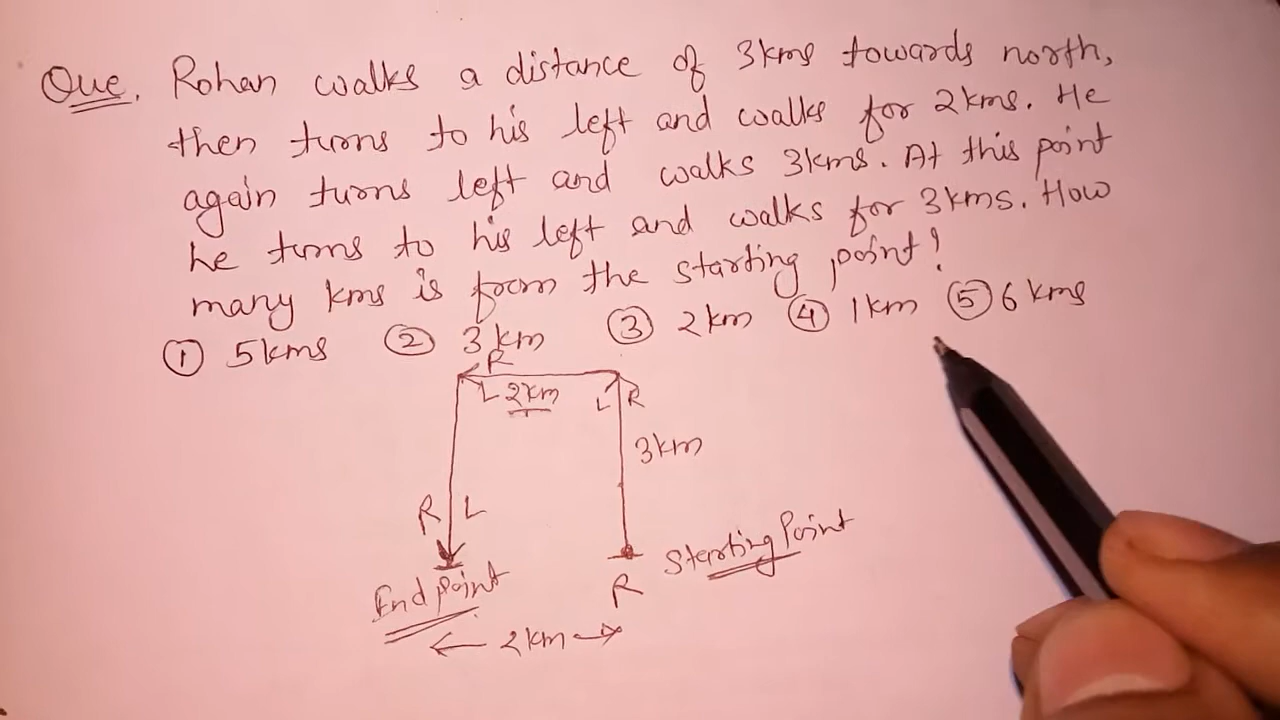 Que. Rohan walks a distance of 3kms towards north,
then turns to his left and walks for 2kms. He
again turns left and walks 3kms. At this point
he turns to his left and walks for 3kms. How
many kms is from the starting point?
① 5kms ② 3km ③ 2km ④ 1km ⑤ 6kms
R
L 2km L R
3km
R L
Starting Point
End Point R
2km